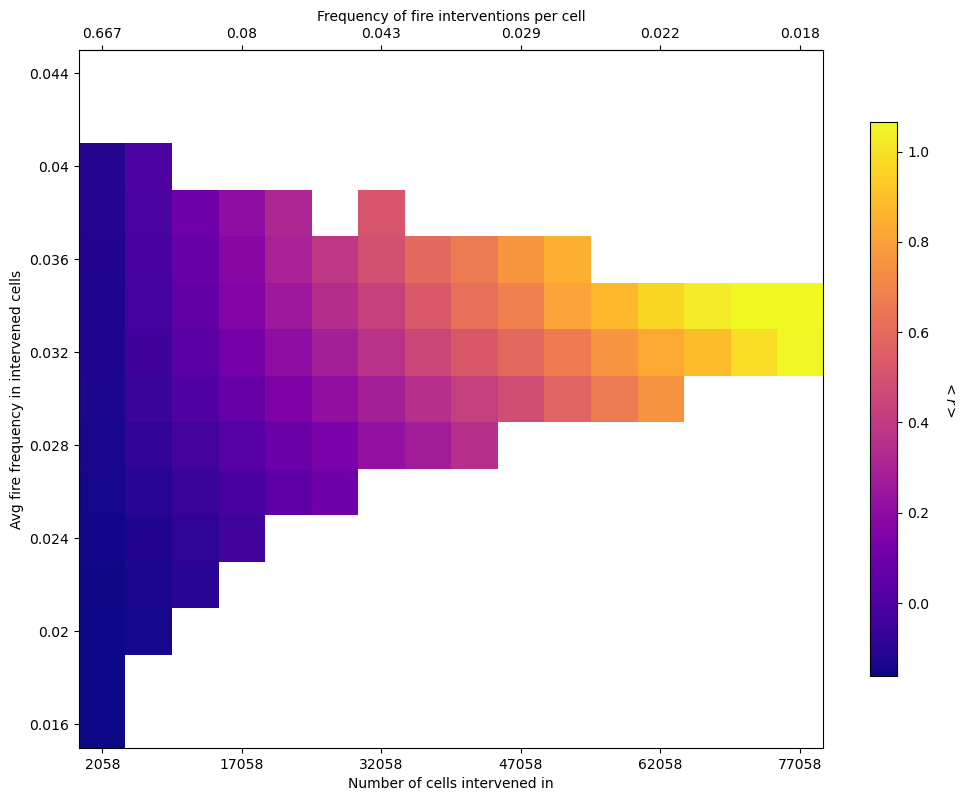 Frequency of fire interventions per cell
0.667 0.08 0.043 0.029 0.022 0.018
0.044
0.04
0.036
0.032
0.028
0.024
0.02
0.016
Avg fire frequency in intervened cells
2058 17058 32058 47058 62058 77058
Number of cells intervened in
1.0
0.8
0.6
0.4
0.2
0.0
< r >